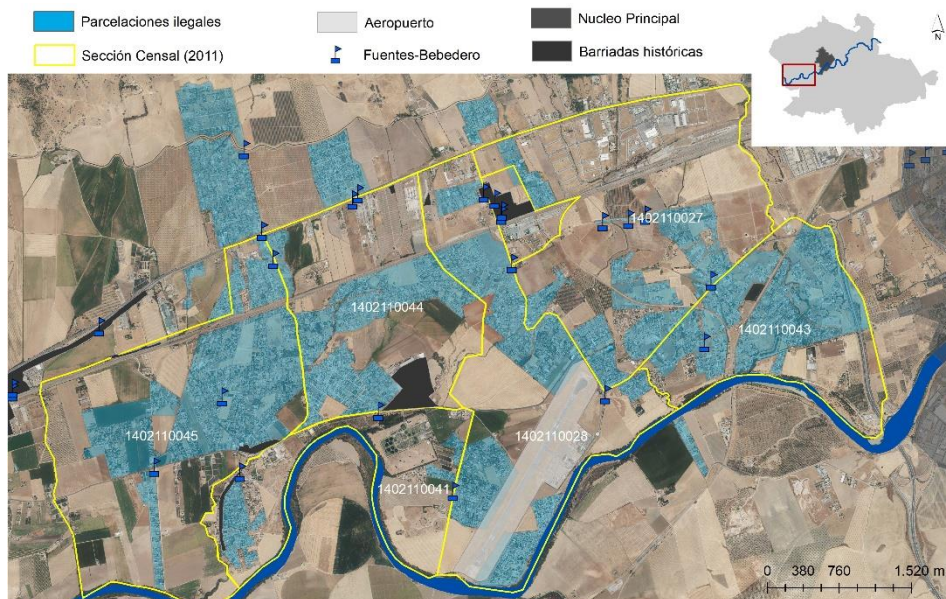 Parcelaciones ilegales
Aeropuerto
Nucleo Principal
Sección Censal (2011)
Fuentes-Bebedero
Barriadas históricas
N
1402110027
1402110044
1402110043
1402110045
1402110028
1402110041
0 380 760 1.520 m